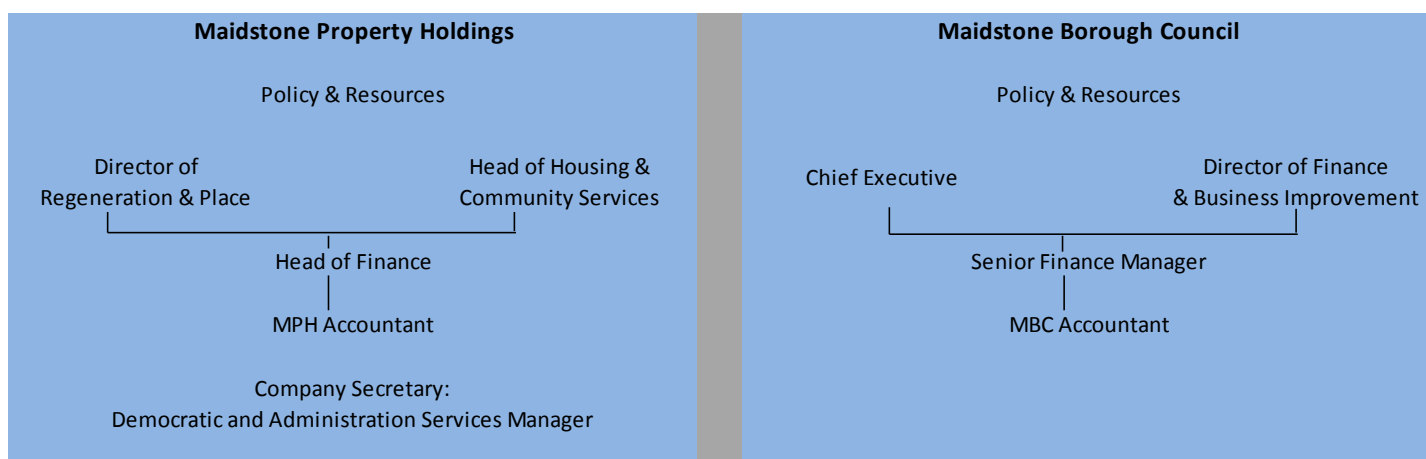 Maidstone Property Holdings
Policy & Resources
Director of
Regeneration & Place
Head of Housing &
Community Services
Head of Finance
MPH Accountant
Company Secretary:
Democratic and Administration Services Manager
Maidstone Borough Council
Policy & Resources
Chief Executive
Director of Finance
& Business Improvement
Senior Finance Manager
MBC Accountant